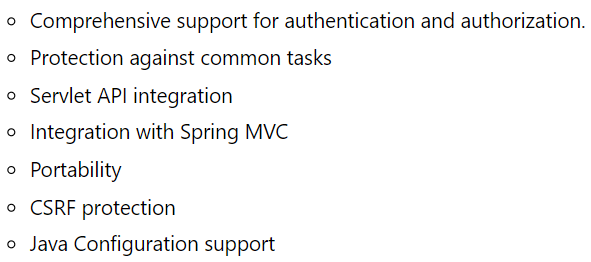 Comprehensive support for authentication and authorization.
Protection against common tasks
Servlet API integration
Integration with Spring MVC
Portability
CSRF protection
Java Configuration support